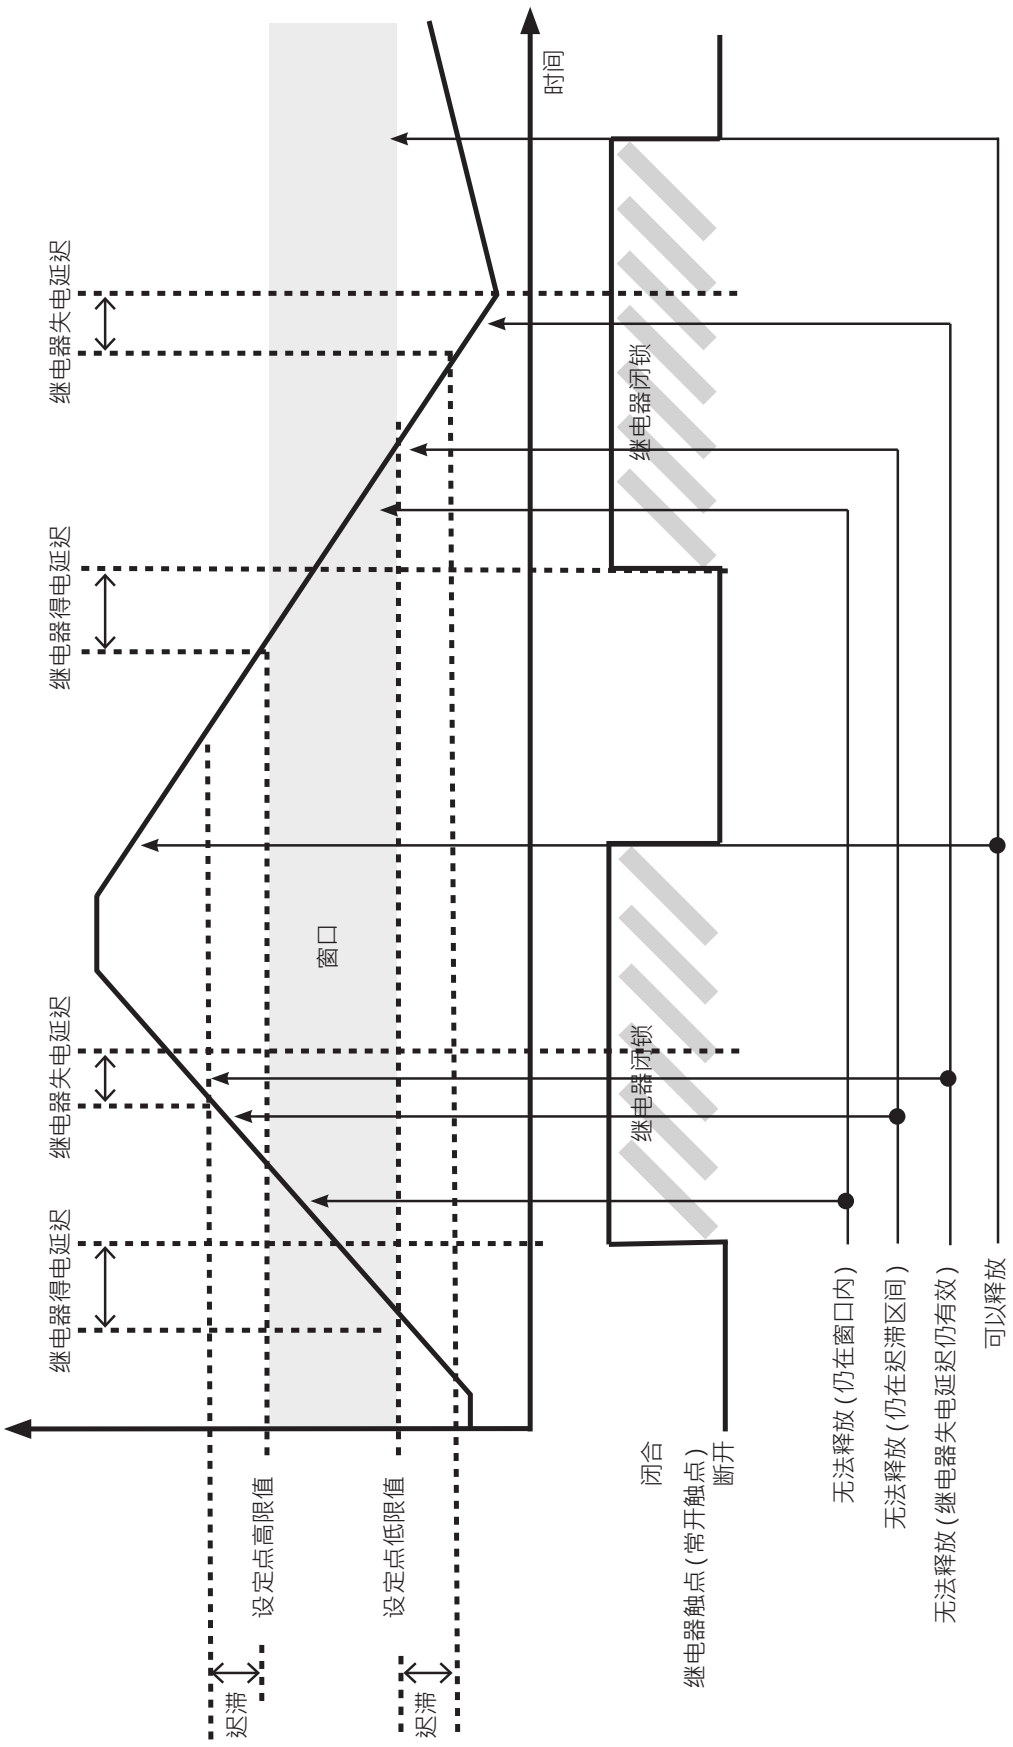 继电器得电延迟
继电器失电延迟
继电器得电延迟
继电器失电延迟
迟滞
设定点高限值
窗口
设定点低限值
迟滞
时间
闭合
继电器触点 ( 常开触点 )
断开
继电器闭锁
继电器闭锁
无法释放 ( 仍在窗口内 )
无法释放 ( 仍在迟滞区间 )
无法释放 ( 继电器失电延迟仍有效 )
可以释放